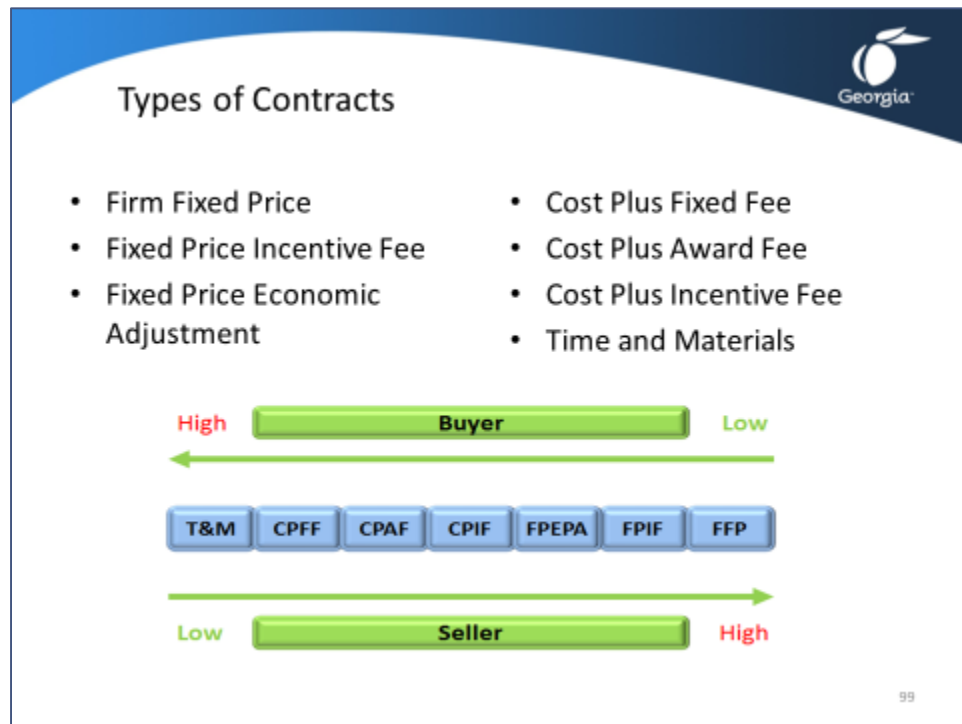 Georgia
Types of Contracts
• Firm Fixed Price
• Fixed Price Incentive Fee
• Fixed Price Economic
Adjustment
• Cost Plus Fixed Fee
• Cost Plus Award Fee
• Cost Plus Incentive Fee
• Time and Materials
High Buyer Low
T&M CPFF CPAF CPIF FPEPA FPIF FFP
Low Seller High
99